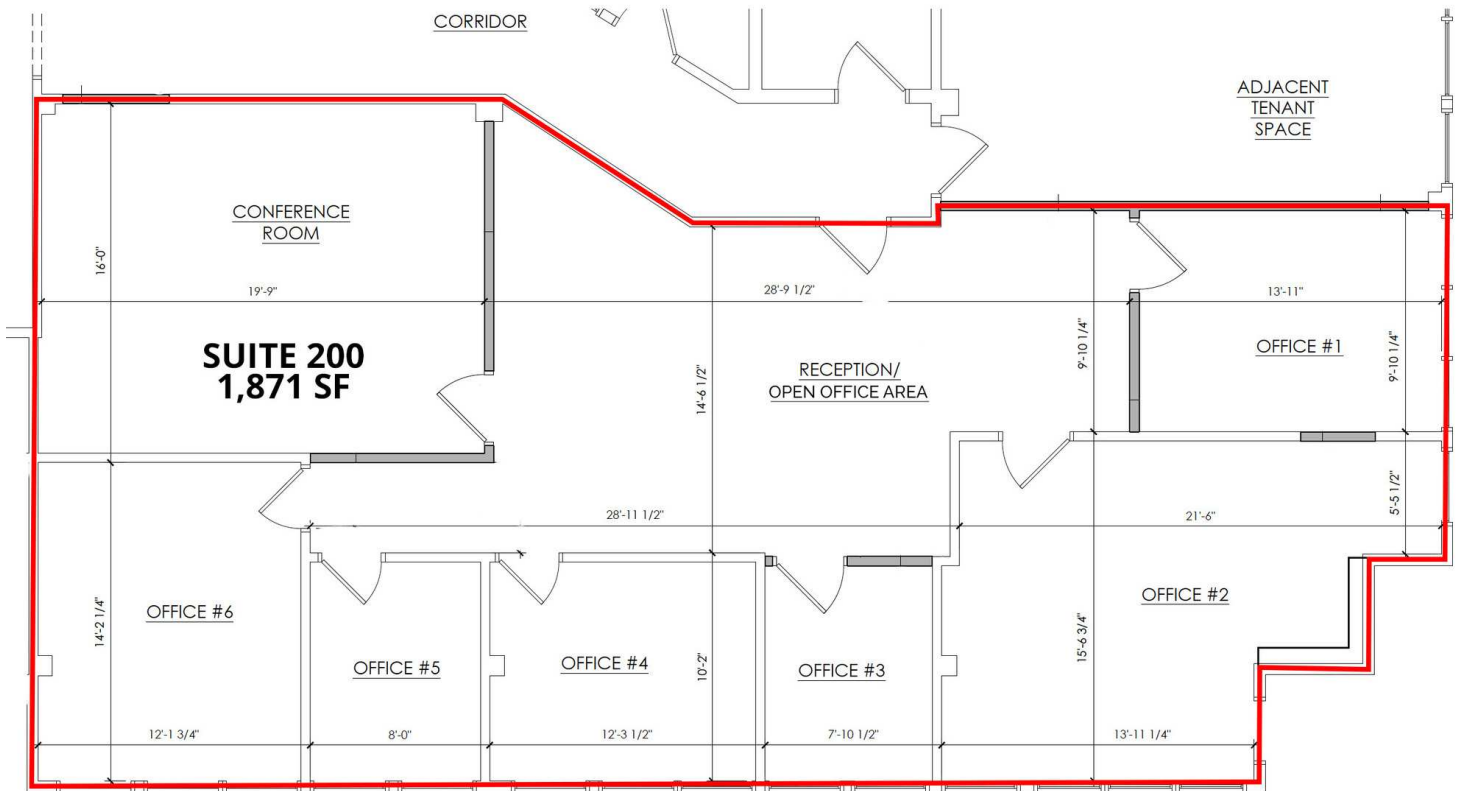 CORRIDOR
ADJACENT
TENANT
SPACE
CONFERENCE
ROOM
16'-0"
19'-9"
28'-9 1/2"
13'-11"
SUITE 200
1,871 SF
RECEPTION/
OPEN OFFICE AREA
14'-6 1/2"
9'-10 1/4"
OFFICE #1
9'-10 1/4"
5'-5 1/2"
28'-11 1/2"
21'-6"
OFFICE #6
14'-2 1/4"
OFFICE #5
OFFICE #4
10'-2"
OFFICE #3
15'-6 3/4"
OFFICE #2
12'-1 3/4"
8'-0"
12'-3 1/2"
7'-10 1/2"
13'-11 1/4"